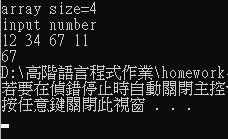 array size=4
input number
12 34 67 11
67
D:\高階語言程式作業\homework
若要在偵錯停止時自動關閉主控
按任意鍵關閉此視窗 . . .